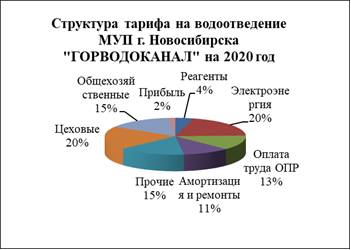 Структура тарифа на водоотведение
МУП г. Новосибирска
"ГОРВОДОКАНАЛ" на 2020 год
Реагенты
4%
Электроэне
ргия
20%
Оплата
труда ОПР
13%
Амортизаци
я и ремонты
11%
Прочие
15%
Цеховые
20%
Общехозяй
ственные
15%
Прибыль
2%